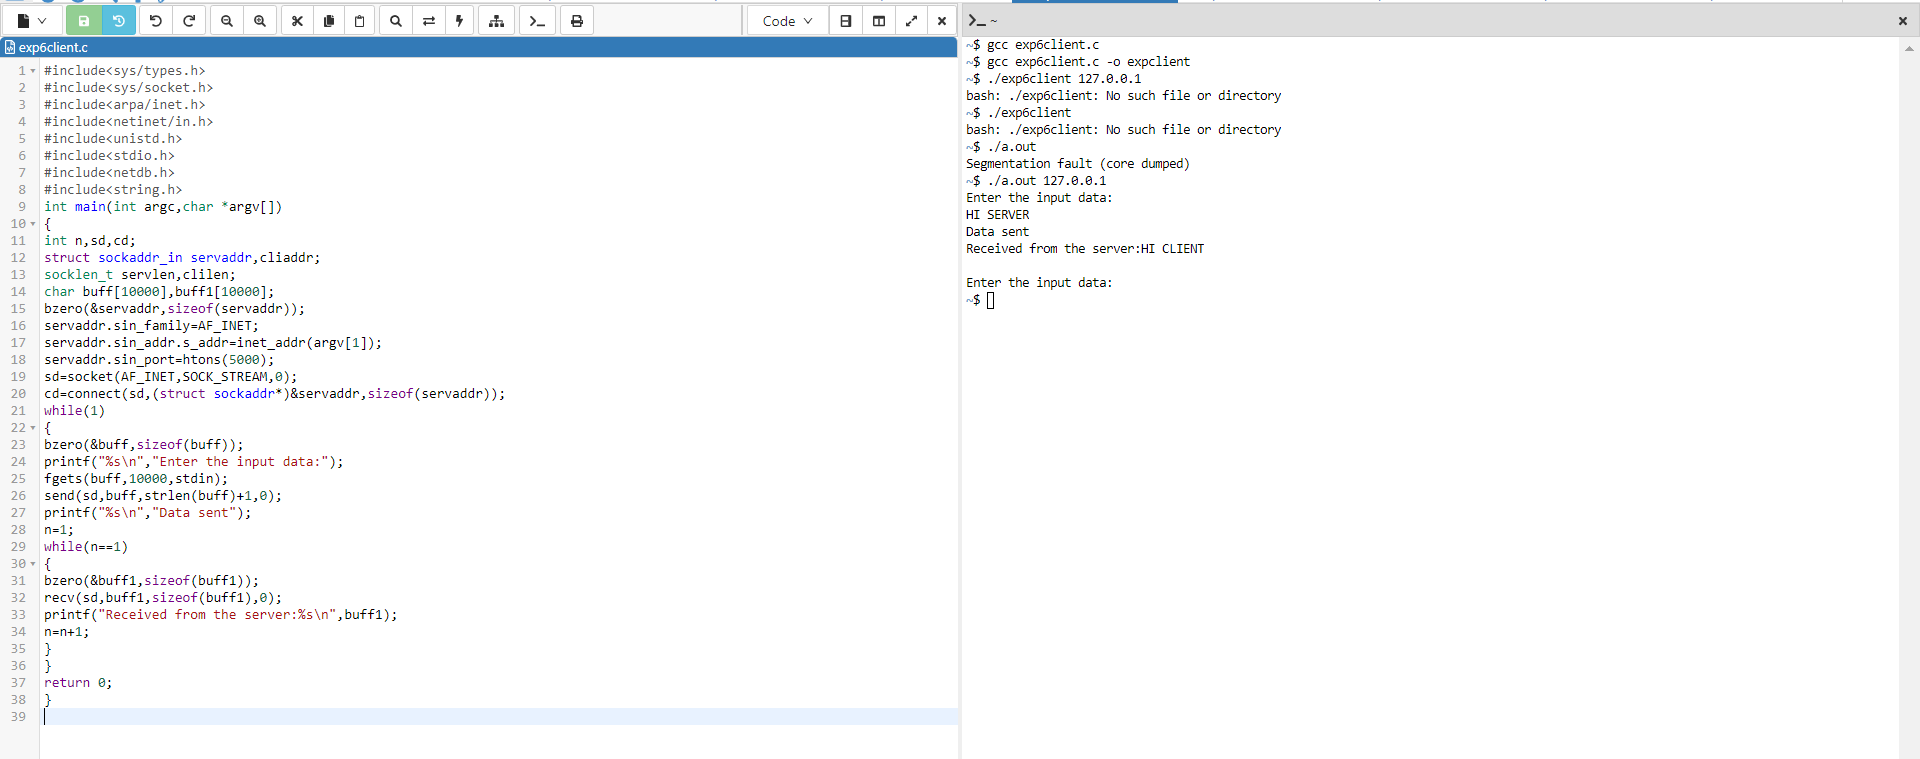 Code
exp6client.c
1 #include<sys/types.h>
2 #include<sys/socket.h>
3 #include<arpa/inet.h>
4 #include<netinet/in.h>
5 #include<unistd.h>
6 #include<stdio.h>
7 #include<netdb.h>
8 #include<string.h>
9 int main(int argc,char *argv[])
10 {
11 int n,sd,cd;
12 struct sockaddr_in servaddr,cliaddr;
13 socklen_t servlen,clilen;
14 char buff[10000],buff1[10000];
15 bzero(&servaddr,sizeof(servaddr));
16 servaddr.sin_family=AF_INET;
17 servaddr.sin_addr.s_addr=inet_addr(argv[1]);
18 servaddr.sin_port=htons(5000);
19 sd=socket(AF_INET,SOCK_STREAM,0);
20 cd=connect(sd,(struct sockaddr*)&servaddr,sizeof(servaddr));
21 while(1)
22 {
23 bzero(&buff,sizeof(buff));
24 printf("%s\n","Enter the input data:");
25 fgets(buff,10000,stdin);
26 send(sd,buff,strlen(buff)+1,0);
27 printf("%s\n","Data sent");
28 n=1;
29 while(n==1)
30 {
31 bzero(&buff1,sizeof(buff1));
32 recv(sd,buff1,sizeof(buff1),0);
33 printf("Received from the server:%s\n",buff1);
34 n=n+1;
35 }
36 }
37 return 0;
38 }
39
~
~$ gcc exp6client.c
~$ gcc exp6client.c -o expclient
~$ ./exp6client 127.0.0.1
bash: ./exp6client: No such file or directory
~$ ./exp6client
bash: ./exp6client: No such file or directory
~$ ./a.out
Segmentation fault (core dumped)
~$ ./a.out 127.0.0.1
Enter the input data:
HI SERVER
Data sent
Received from the server:HI CLIENT
Enter the input data:
~$